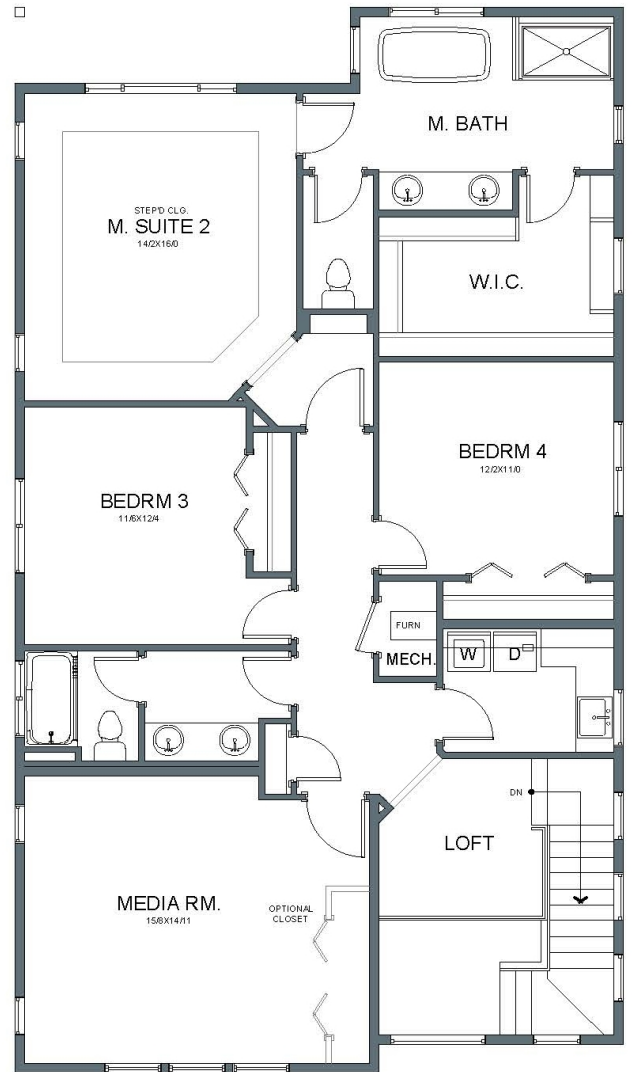 M. BATH
STEP'D CLG.
M. SUITE 2
14/2X16/0
W.I.C.
BEDRM 4
12/2X11/0
BEDRM 3
11/6X12/4
FURN
MECH.
W
D
DN
LOFT
MEDIA RM.
15/8X14/11
OPTIONAL
CLOSET